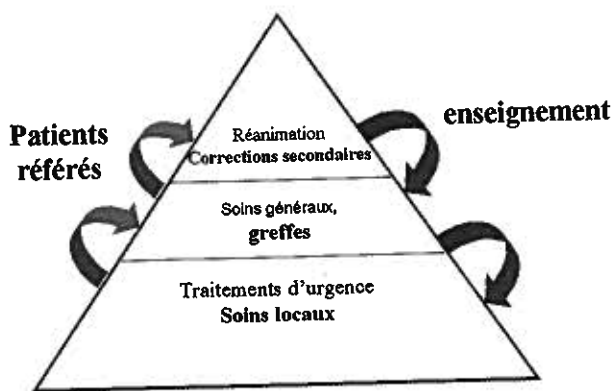 Patients
référés
enseignement
Réanimation
Corrections secondaires
Soins généraux,
greffes
Traitements d'urgence
Soins locaux